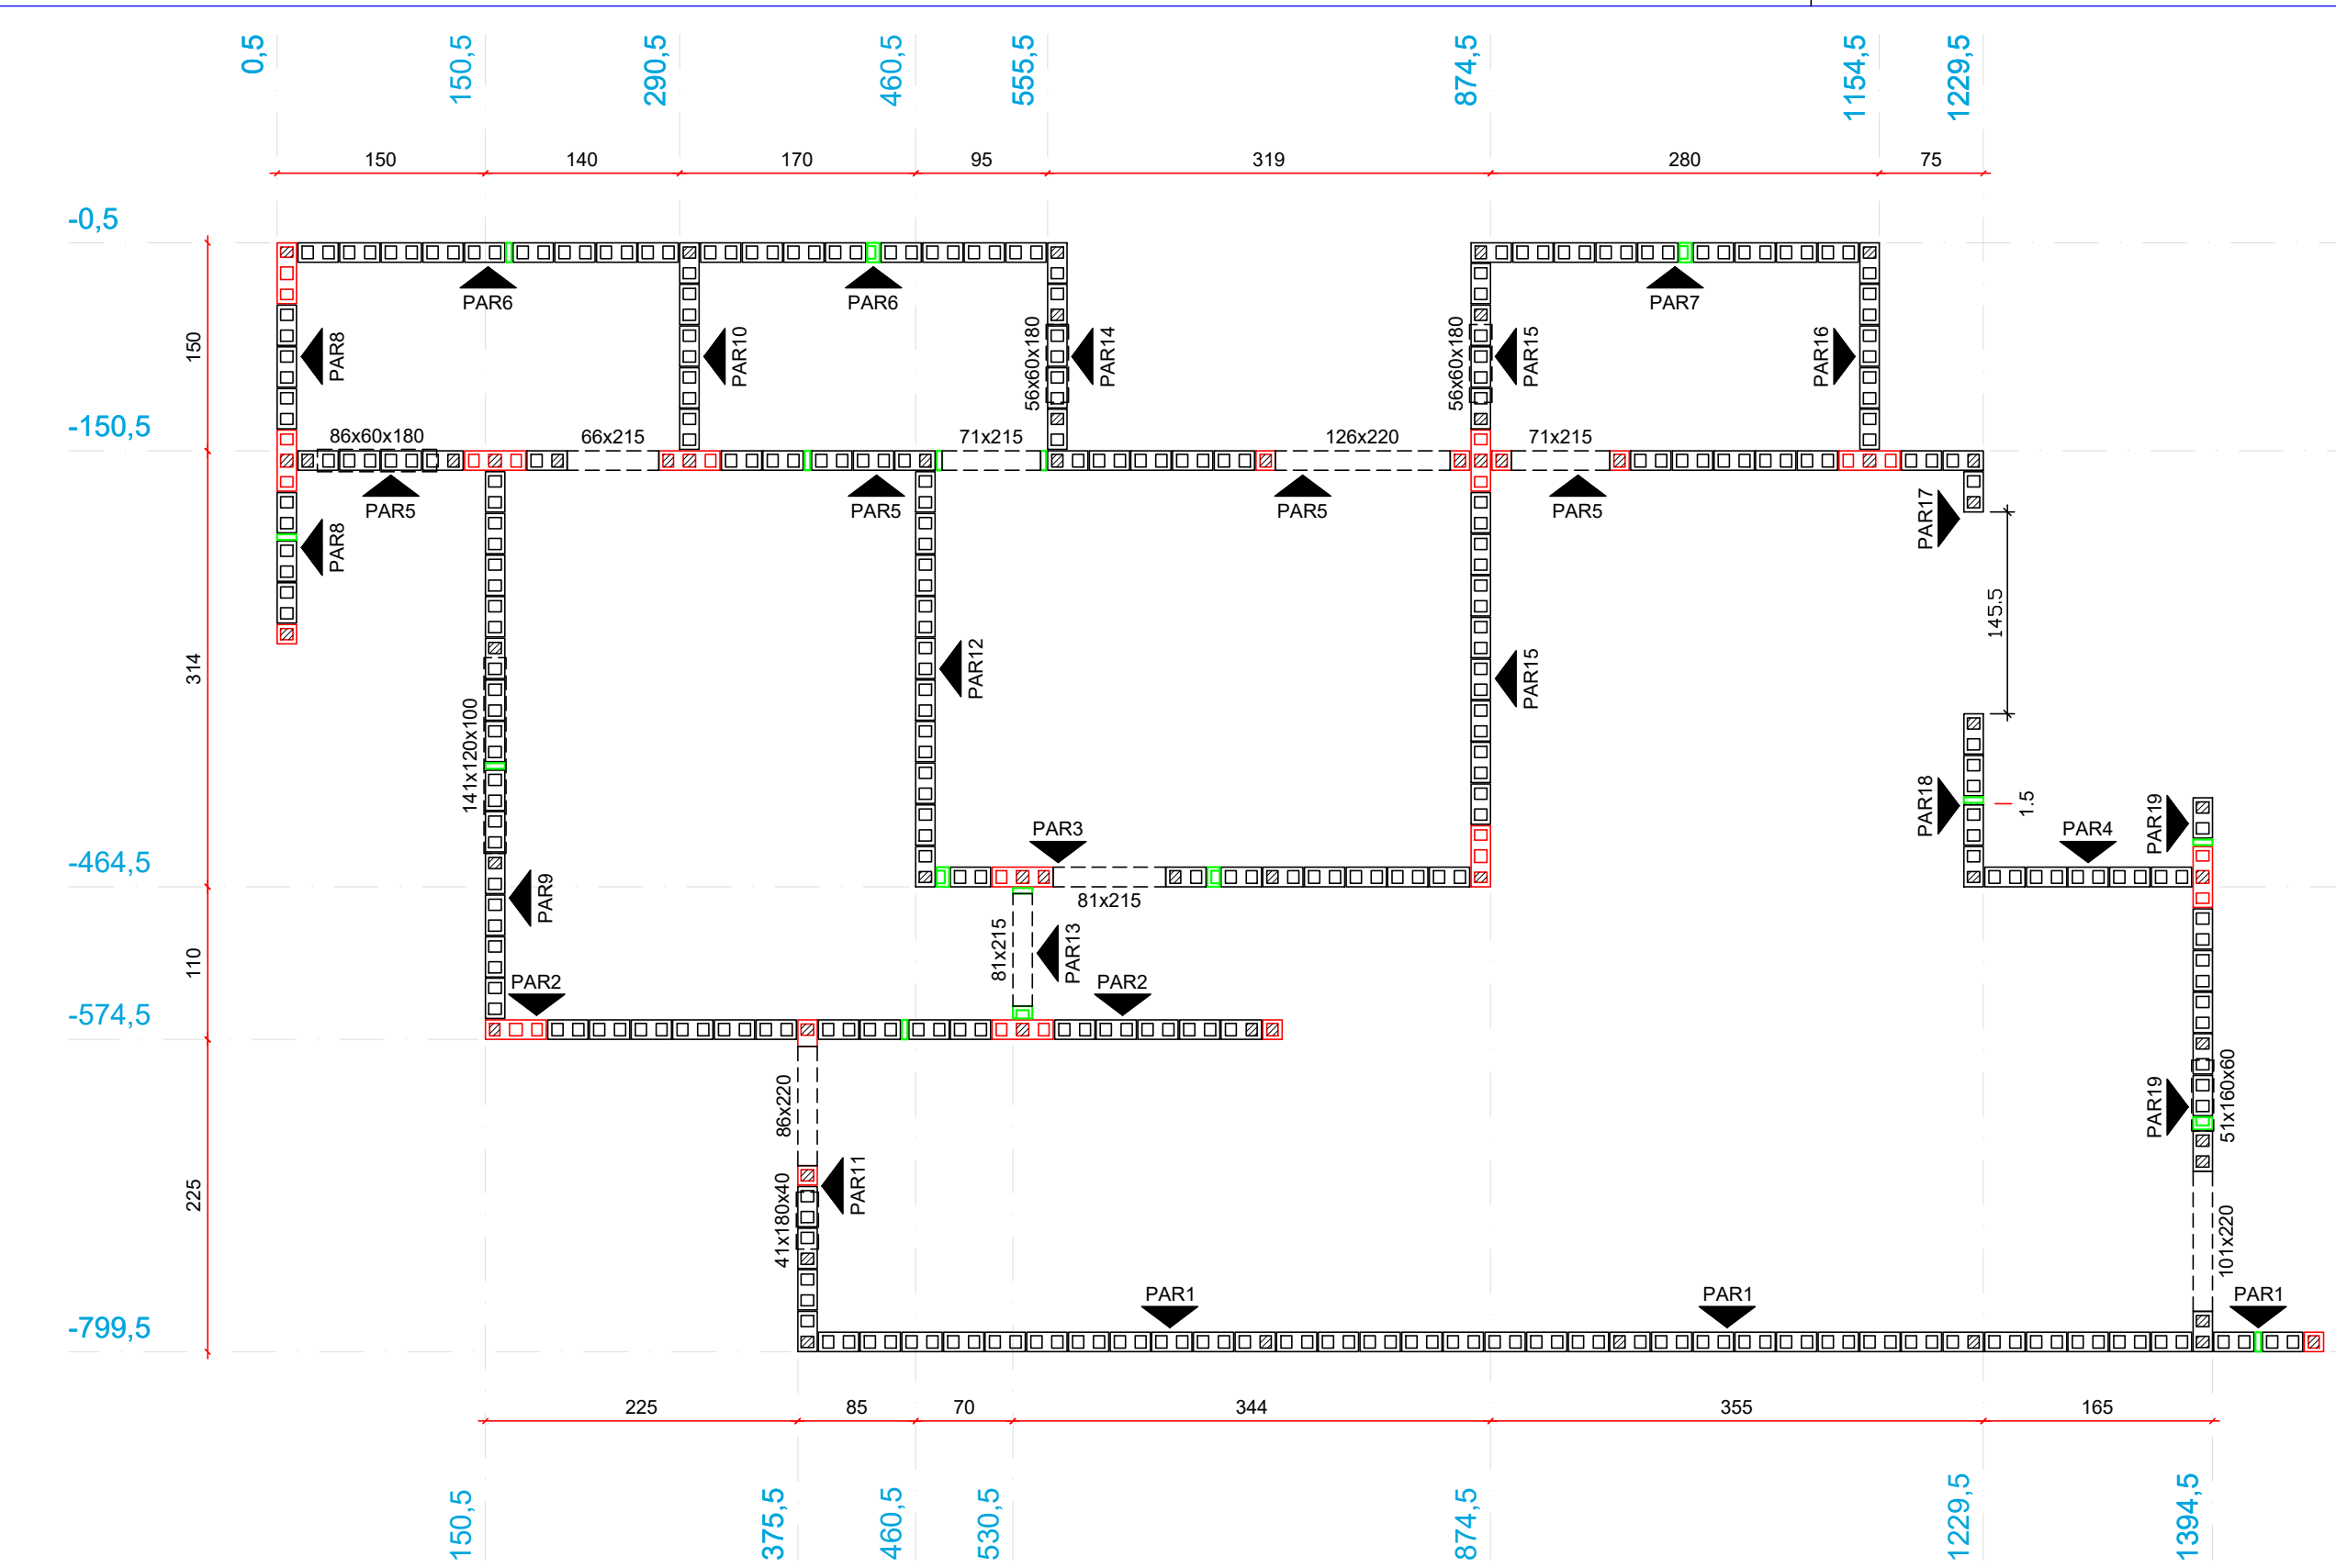 0,5
150,5
290,5
460,5
555,5
874,5
1154,5
1229,5
150
140
170
95
319
280
75
-0,5
PAR6
PAR6
PAR7
150
PAR8
PAR10
56x60x180
PAR14
56x60x180
PAR15
PAR16
-150,5
86x60x180
66x215
71x215
126x220
71x215
PAR5
PAR5
PAR5
PAR5
PAR17
PAR8
145.5
314
PAR12
PAR15
141x120x100
PAR18
1.5
PAR19
PAR3
PAR4
-464,5
PAR9
81x215
110
81x215
PAR13
PAR2
PAR2
-574,5
86x220
PAR19
51x160x60
225
41x180x40
PAR11
101x220
PAR1
PAR1
PAR1
-799,5
225
85
70
344
355
165
150,5
375,5
460,5
530,5
874,5
1229,5
1394,5